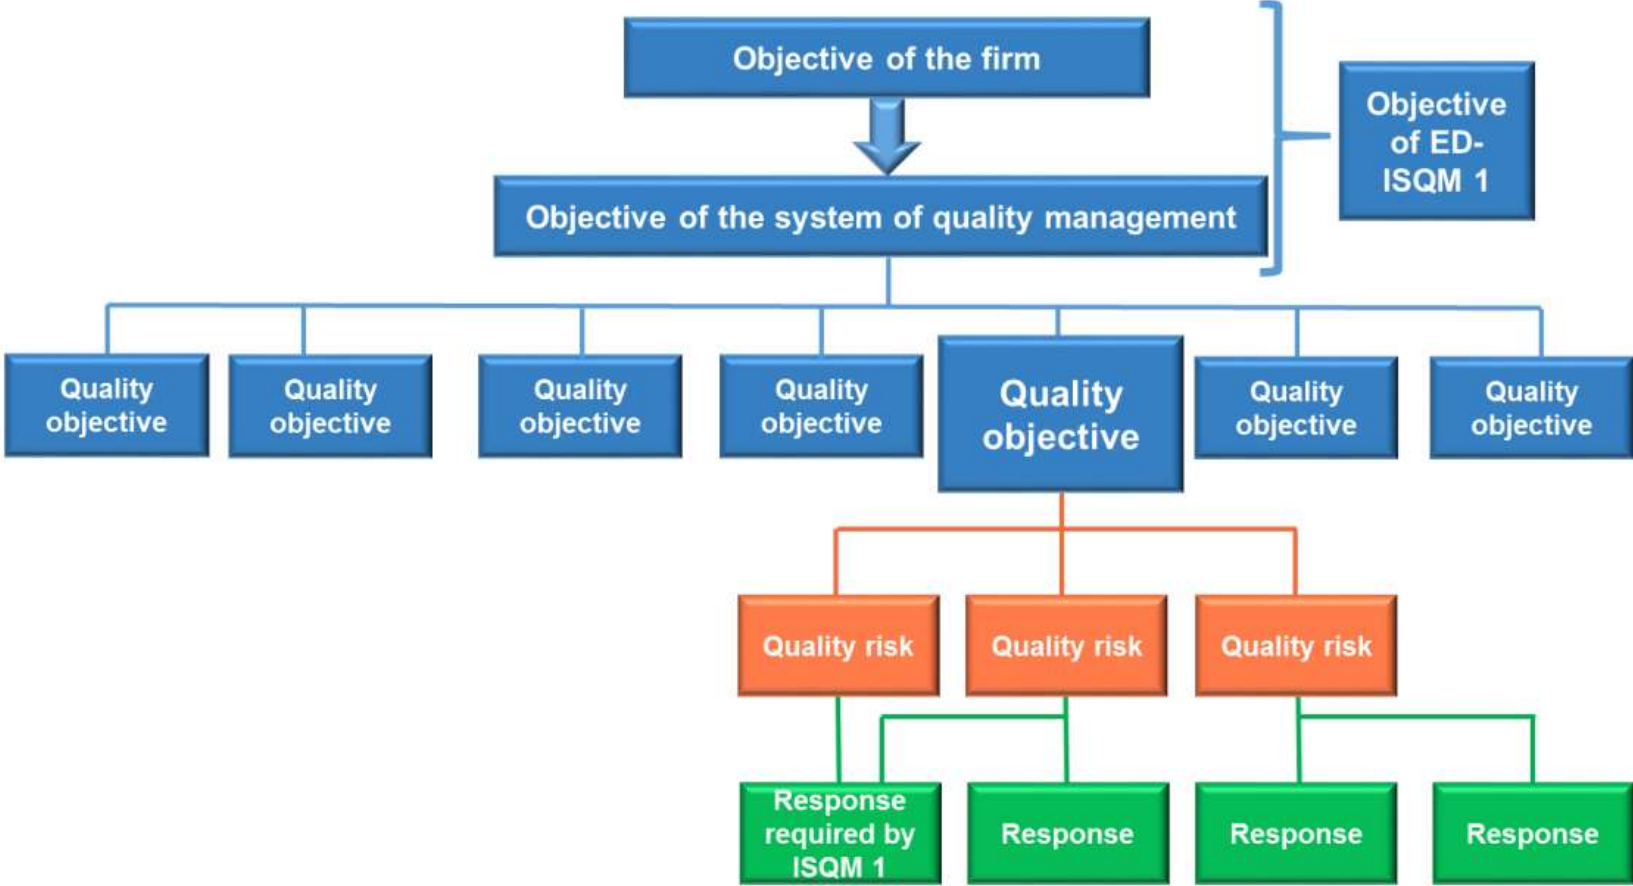 Objective of the firm
Objective
of ED-
ISQM 1
Objective of the system of quality management
Quality
objective
Quality
objective
Quality
objective
Quality
objective
Quality
objective
Quality
objective
Quality
objective
Quality risk
Quality risk
Quality risk
Response
required by
ISQM 1
Response
Response
Response